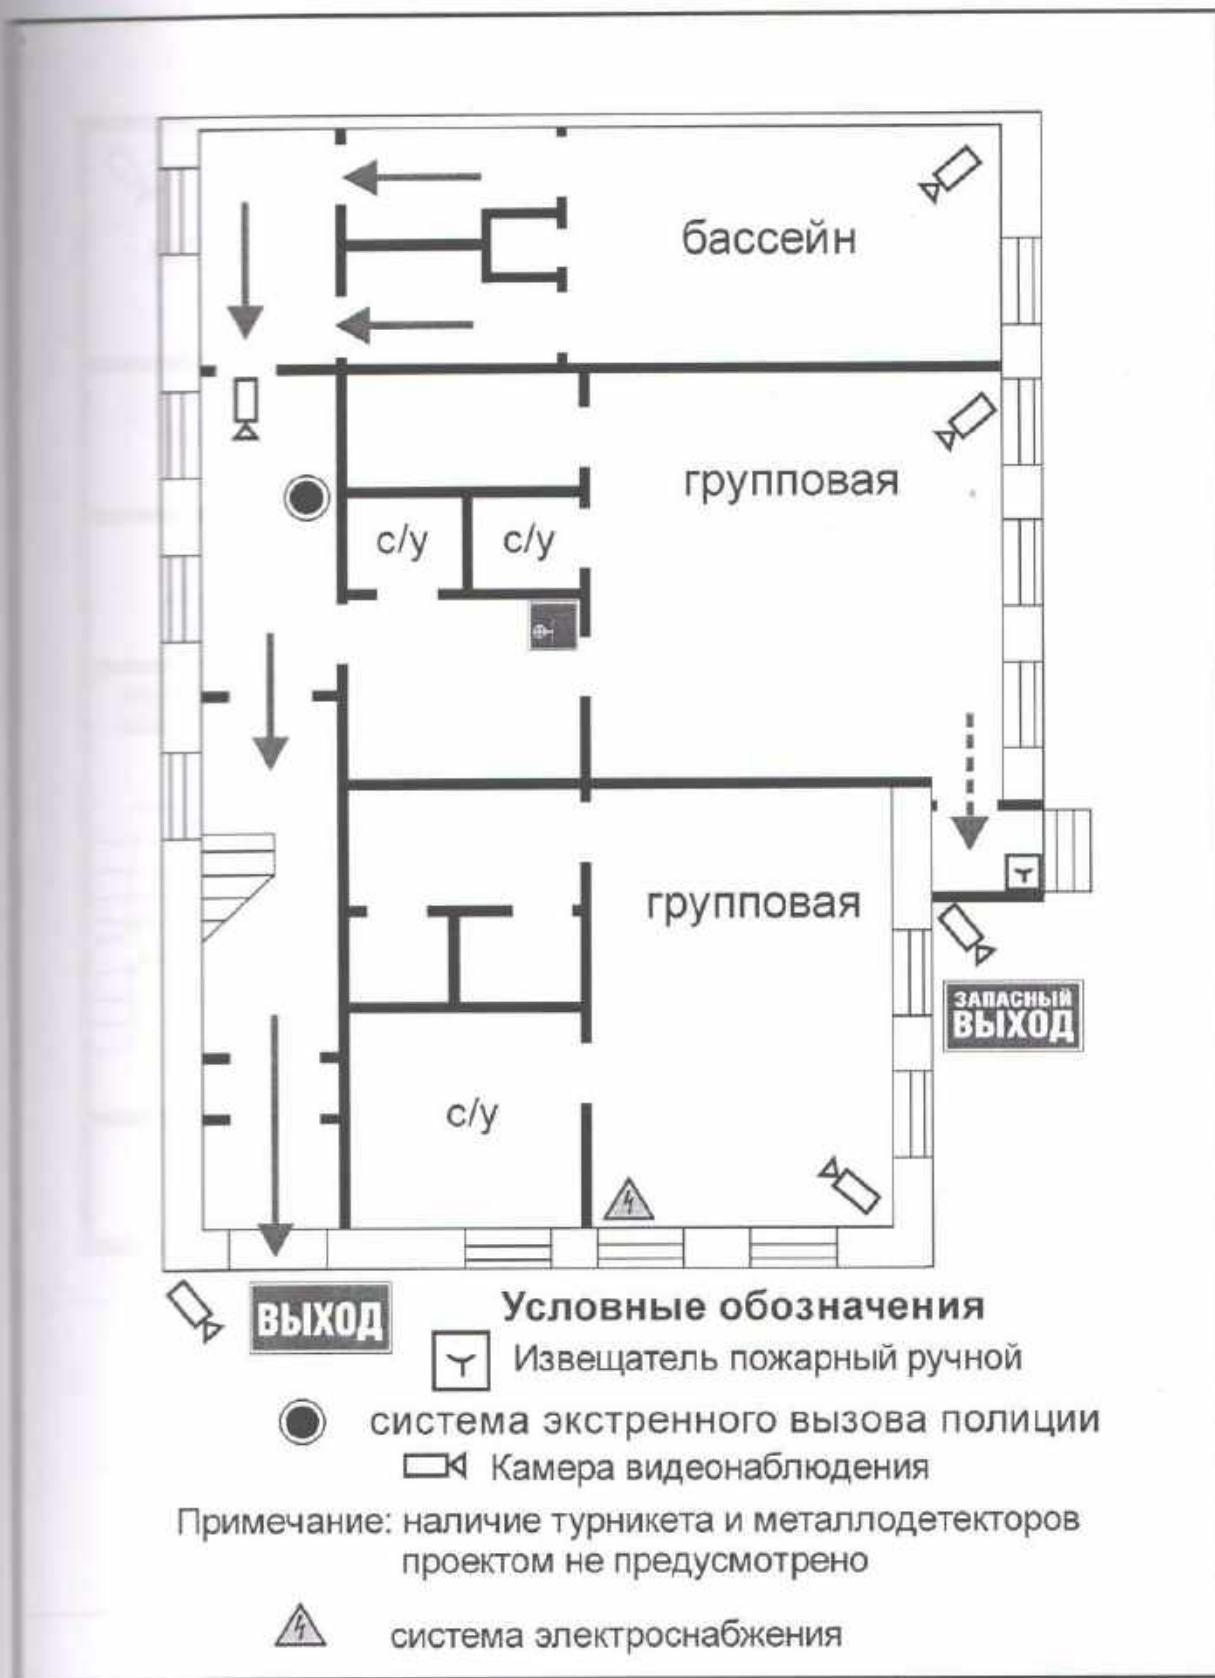 бассейн
групповая
с/у
с/у
групповая
ЗАПАСНЫЙ
ВЫХОД
с/у
ВЫХОД
Условные обозначения
Извещатель пожарный ручной
система экстренного вызова полиции
Камера видеонаблюдения
Примечание: наличие турникета и металлодетекторов
проектом не предусмотрено
система электроснабжения